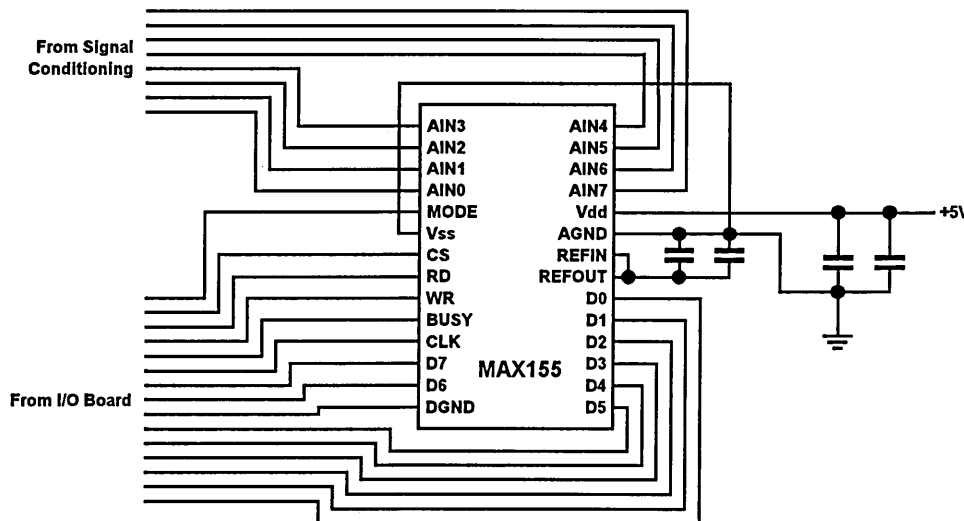 From Signal
Conditioning
AIN3
AIN2
AIN1
AIN0
MODE
Vss
CS
RD
WR
BUSY
CLK
D7
D6
DGND
AIN4
AIN5
AIN6
AIN7
Vdd
AGND
REFIN
REFOUT
D0
D1
D2
D3
D4
D5
MAX155
+5V
From I/O Board